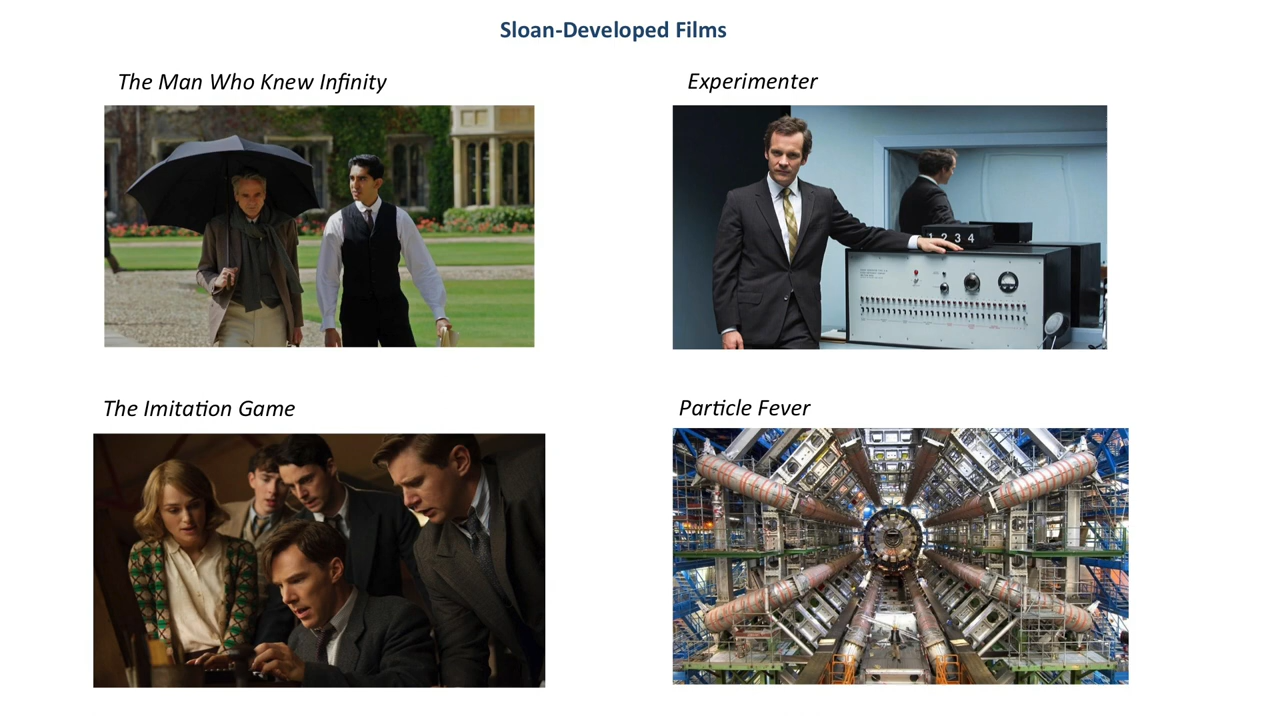 Sloan-Developed Films
The Man Who Knew Infinity
Experimenter
1 2 3 4
The Imitation Game
Particle Fever